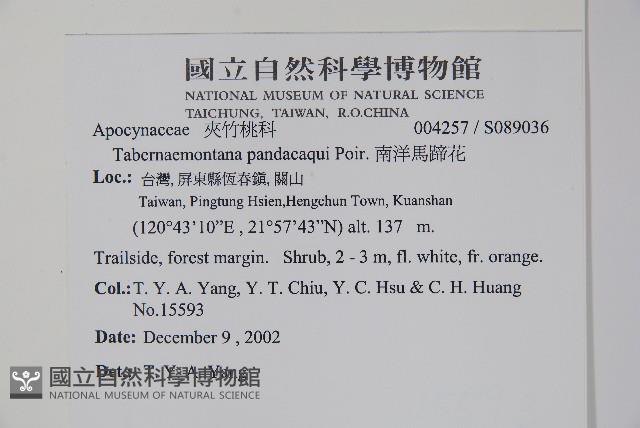 國立自然科學博物館
NATIONAL MUSEUM OF NATURAL SCIENCE
TAICHUNG, TAIWAN, R.O.CHINA
Apocynaceae 夾竹桃科 004257 / S089036
Tabernaemontana pandacaqui Poir. 南洋馬蹄花
Loc.: 台灣, 屏東縣恆春鎮, 關山
Taiwan, Pingtung Hsien,Hengchun Town, Kuanshan
(120°43'10”E , 21°57'43”N) alt. 137 m.
Trailside, forest margin. Shrub, 2 - 3 m, fl. white, fr. orange.
Col.: T. Y. A. Yang, Y. T. Chiu, Y. C. Hsu & C. H. Huang
No.15593
Date: December 9 , 2002
Det.: T. Y. A. Yang
國立自然科學博物館
NATIONAL MUSEUM OF NATURAL SCIENCE